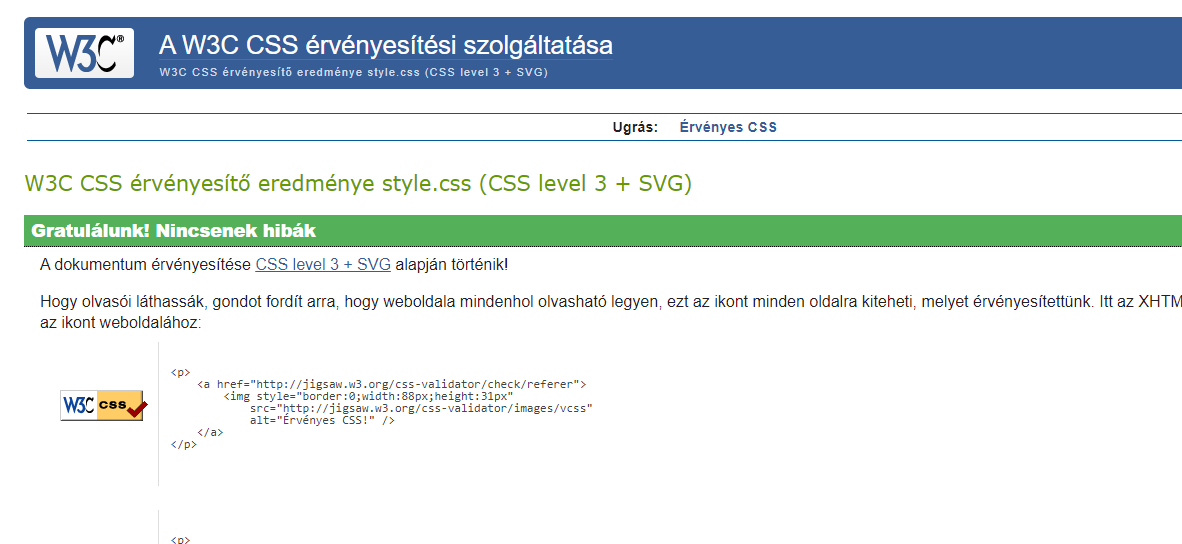 W3C® A W3C CSS érvényesítési szolgáltatása
W3C CSS érvényesítő eredménye style.css (CSS level 3 + SVG)
Ugrás: Érvényes CSS
W3C CSS érvényesítő eredménye style.css (CSS level 3 + SVG)
Gratulálunk! Nincsenek hibák
A dokumentum érvényesítése CSS level 3 + SVG alapján történik!
Hogy olvasói láthassák, gondot fordít arra, hogy weboldala mindenhol olvasható legyen, ezt az ikont minden oldalra kiteheti, melyet érvényesítettünk. Itt az XHTM
az ikont weboldalához:
<p>
<a href="http://jigsaw.w3.org/css-validator/check/referer">
<img style="border:0;width:88px;height:31px"
src="http://jigsaw.w3.org/css-validator/images/vcss"
alt="Érvényes CSS!" />
</a>
</p>
W3C css
<p>